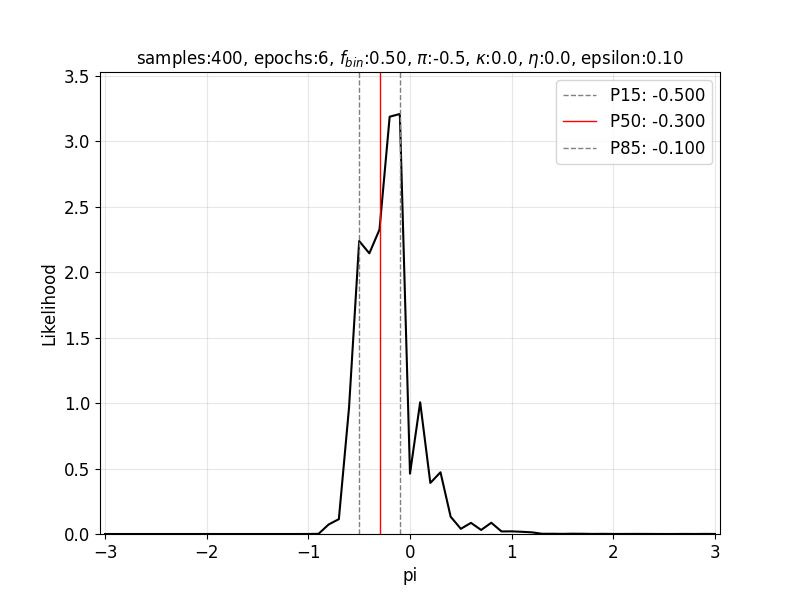 samples:400, epochs:6, f_bin:0.50, π:-0.5, κ:0.0, η:0.0, epsilon:0.10
P15: -0.500
P50: -0.300
P85: -0.100
3.5
3.0
2.5
2.0
1.5
1.0
0.5
0.0
Likelihood
−3 −2 −1 0 1 2 3
pi